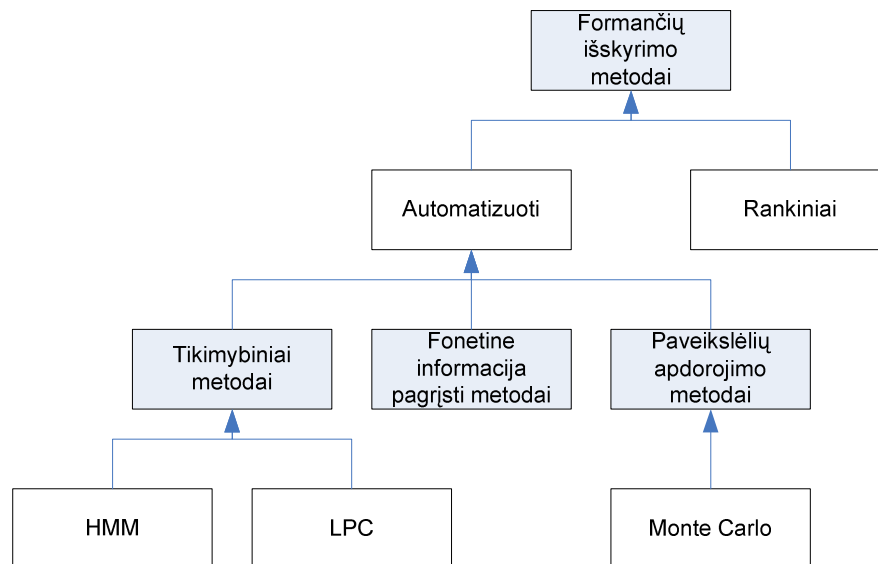 Formančių
išskyrimo
metodai
Automatizuoti
Rankiniai
Tikimybiniai
metodai
Fonetine
informacija
pagrįsti metodai
Paveikslėlių
apdorojimo
metodai
HMM
LPC
Monte Carlo